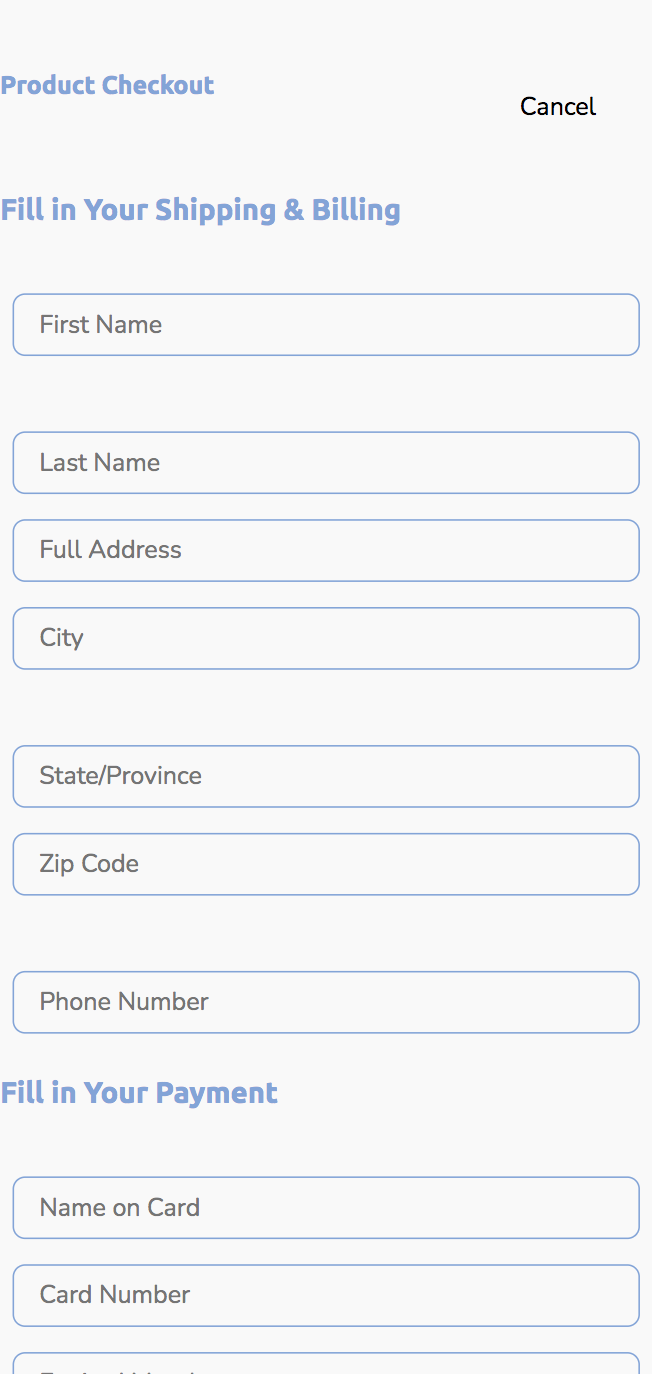 Product Checkout
Cancel
Fill in Your Shipping & Billing
First Name
Last Name
Full Address
City
State/Province
Zip Code
Phone Number
Fill in Your Payment
Name on Card
Card Number